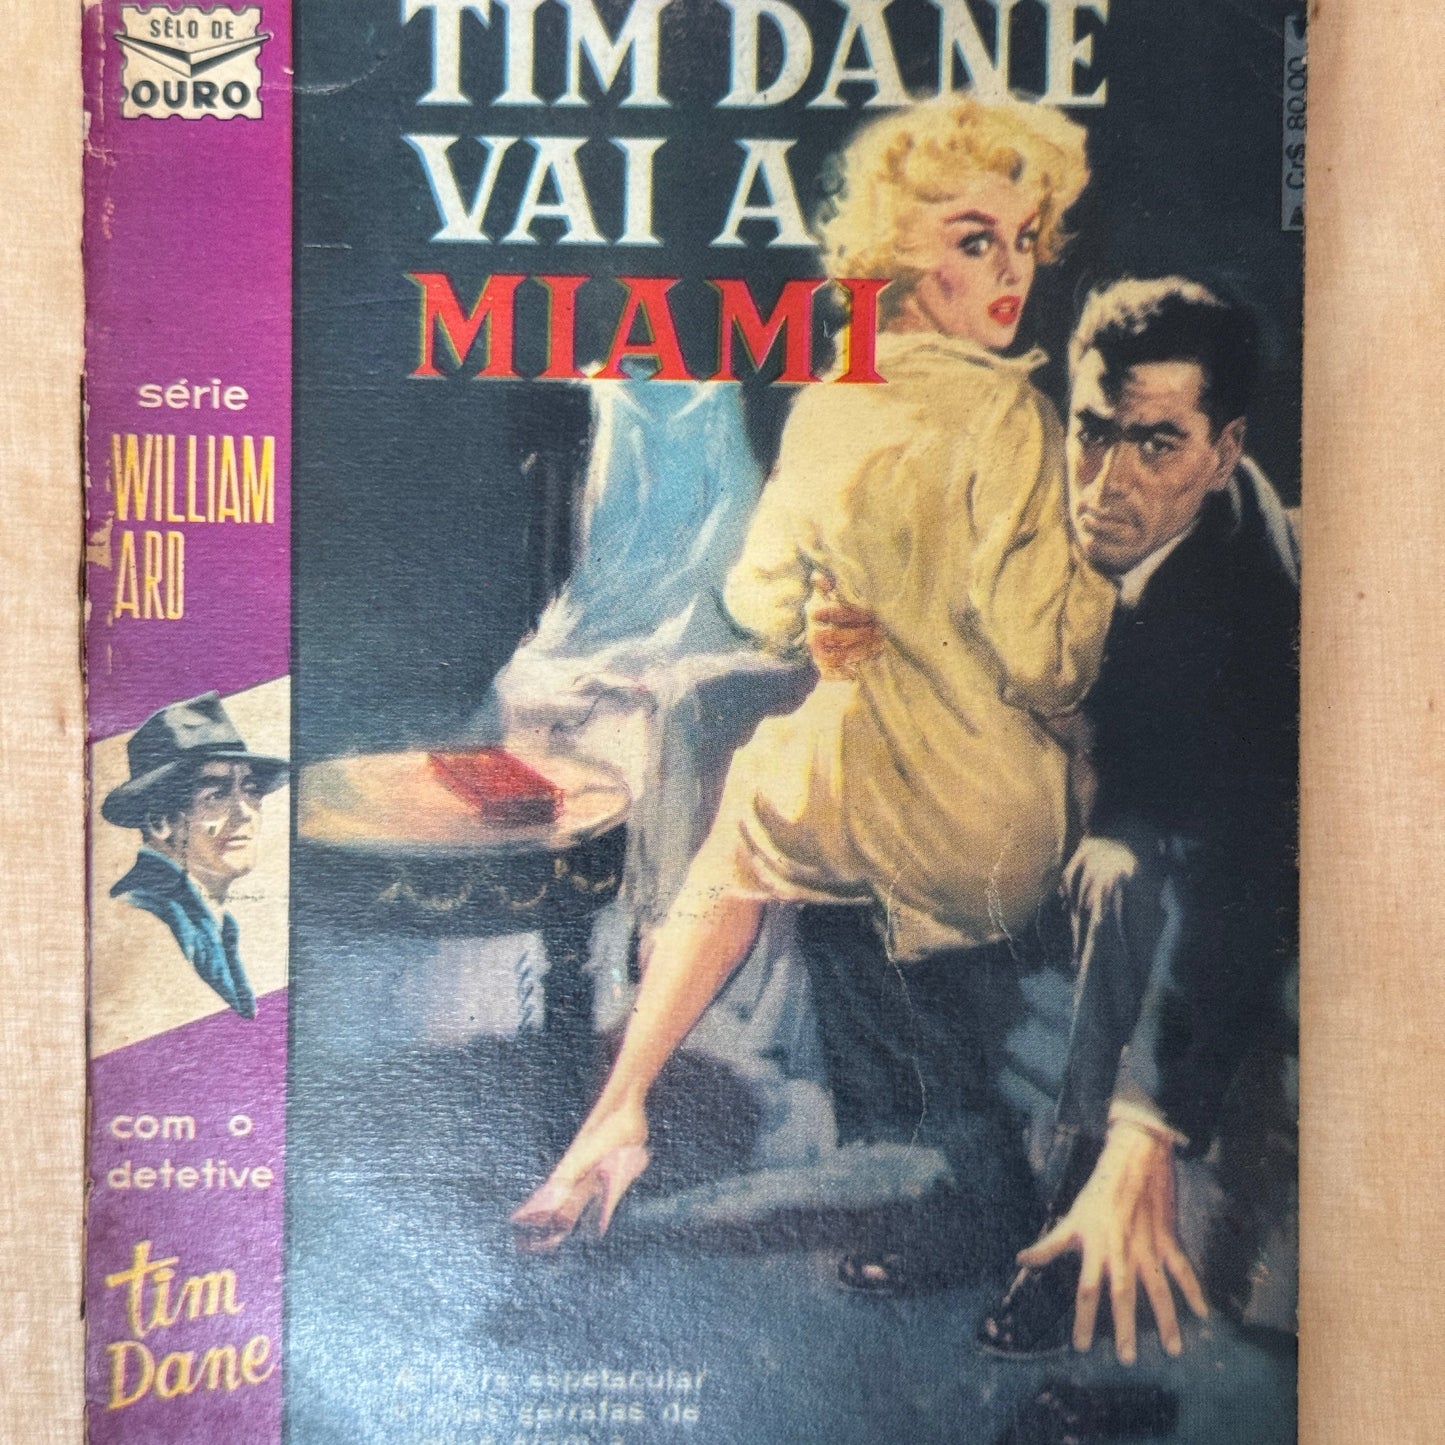 SÊLO DE
OURO
TIM DANE
VAI A
MIAMI
Cr$ 80,00
série
WILLIAM
ARD
com o
detetive
tim
Dane
espetacular
garrafas de